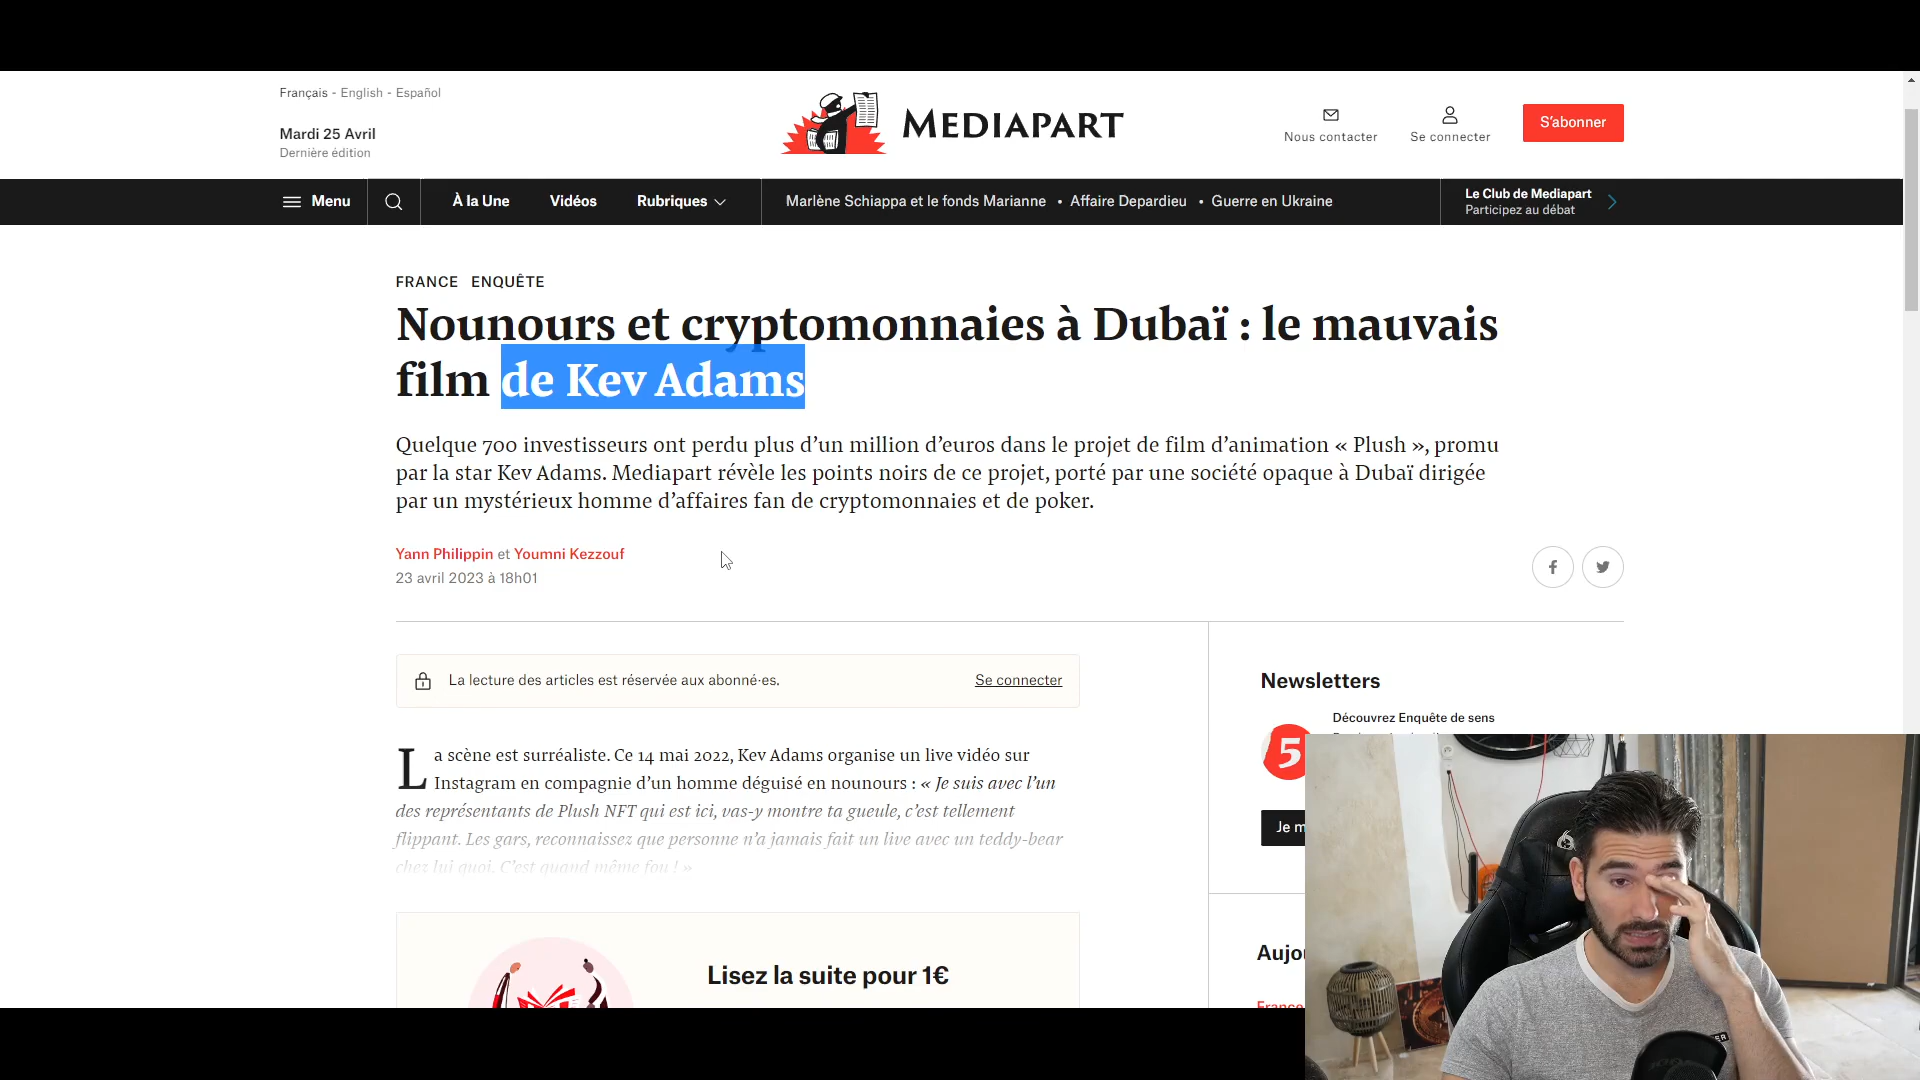 Français - English - Español
Mardi 25 Avril
Dernière édition
MEDIAPART
Nous contacter
Se connecter
S'abonner
Menu
À la Une
Vidéos
Rubriques
Marlène Schiappa et le fonds Marianne • Affaire Depardieu • Guerre en Ukraine
Le Club de Mediapart
Participez au débat
FRANCE ENQUÊTE
Nounours et cryptomonnaies à Dubaï : le mauvais
film de Kev Adams
Quelque 700 investisseurs ont perdu plus d'un million d'euros dans le projet de film d'animation « Plush », promu
par la star Kev Adams. Mediapart révèle les points noirs de ce projet, porté par une société opaque à Dubaï dirigée
par un mystérieux homme d'affaires fan de cryptomonnaies et de poker.
Yann Philippin et Youmni Kezzouf
23 avril 2023 à 18h01
La lecture des articles est réservée aux abonné·es.
Se connecter
La scène est surréaliste. Ce 14 mai 2022, Kev Adams organise un live vidéo sur
Instagram en compagnie d'un homme déguisé en nounours : « Je suis avec l'un
des représentants de Plush NFT qui est ici, vas-y montre ta gueule, c'est tellement
flippant. Les gars, reconnaissez que personne n'a jamais fait un live avec un teddy-bear
chez lui quoi. C'est quand même fou ! »
Lisez la suite pour 1€
Newsletters
Découvrez Enquête de sens
5
Je m
Aujo
France